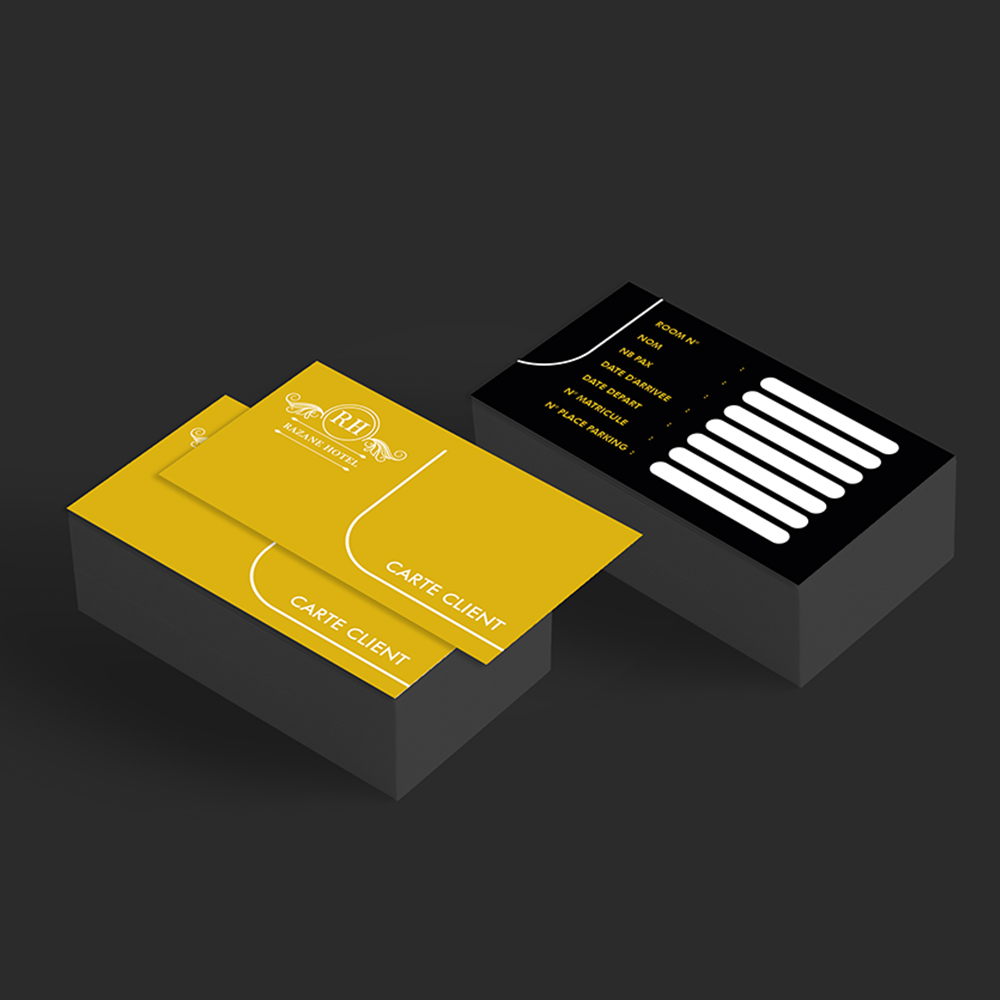 RH
RAZANE HOTEL
CARTE CLIENT
CARTE CLIENT
ROOM N° :
NOM :
NB PAX :
DATE D'ARRIVEE :
DATE DEPART :
N° MATRICULE :
N° PLACE PARKING :